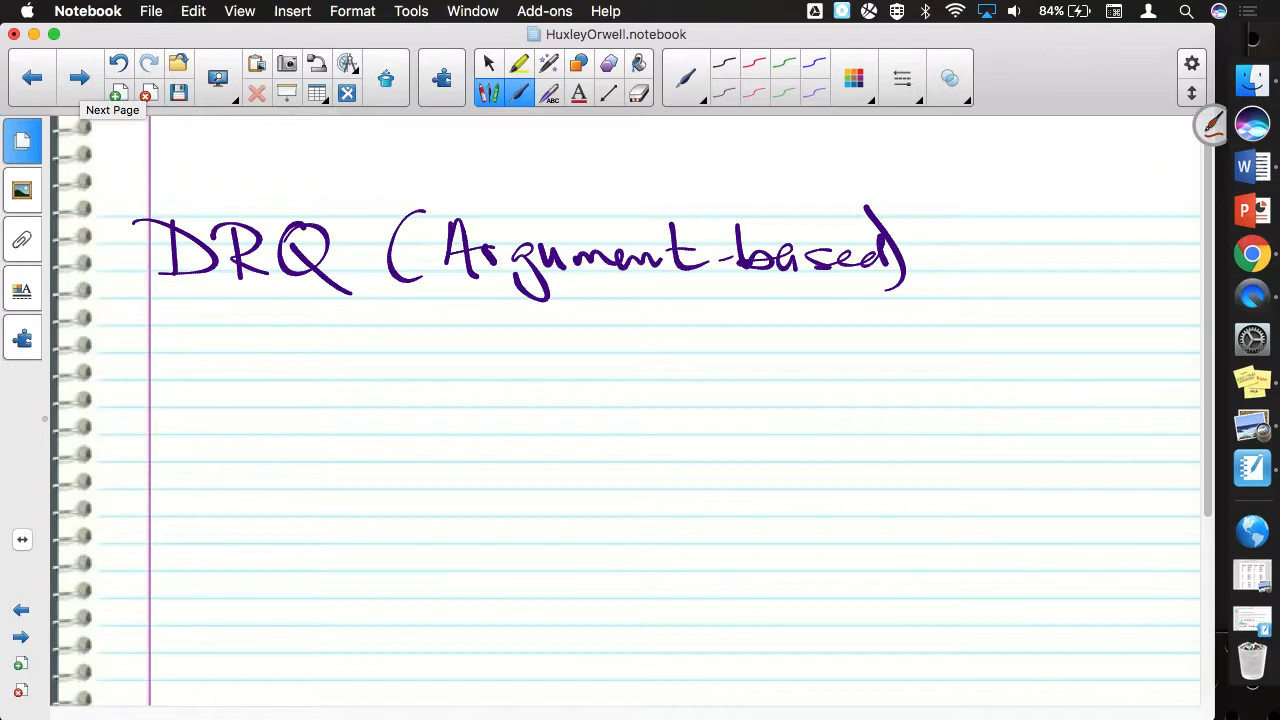 Notebook File Edit View Insert Format Tools Window Add-ons Help 84%
HuxleyOrwell.notebook
Next Page
DRQ (Argument-based)